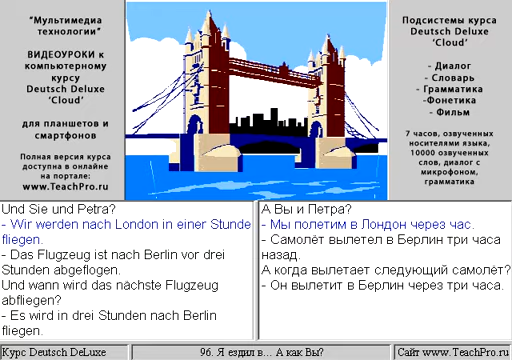 "Мультимедиа
технологии"
ВИДЕОУРОКИ к
компьютерному
курсу
Deutsch Deluxe
'Cloud'
для планшетов и
смартфонов
Полная версия курса
доступна в онлайне
на портале:
www.TeachPro.ru
Подсистемы курса
Deutsch Deluxe
'Cloud'
- Диалог
- Словарь
- Грамматика
-Фонетика
- Фильм
7 часов, озвученных
носителями языка,
10000 озвученных
слов, диалог с
микрофоном,
грамматика
Und Sie und Petra?
- Wir werden nach London in einer Stunde
fliegen.
- Das Flugzeug ist nach Berlin vor drei
Stunden abgeflogen.
Und wann wird das nächste Flugzeug
abfliegen?
- Es wird in drei Stunden nach Berlin
fliegen.
А Вы и Петра?
- Мы полетим в Лондон через час.
- Самолёт вылетел в Берлин три часа
назад.
А когда вылетает следующий самолёт?
- Он вылетит в Берлин через три часа.
Курс Deutsch DeLuxe
96. Я ездил в... А как Вы?
Сайт www.TeachPro.ru